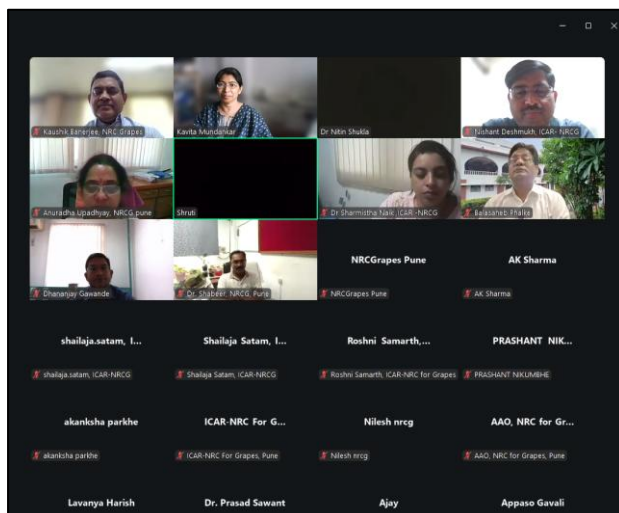 Kaushik Banerjee, NRC Grapes
Kavita Mundankar
Dr Nitin Shukla
Nishant Deshmukh, ICAR- NRCG
Anuradha Upadhyay, NRCG pune
Shruti
Dr Sharmistha Naik, ICAR -NRCG
Balasaheb Phalke
Dhananjay Gawande
Dr. Shabeer, NRCG, Pune
NRCGrapes Pune
NRCGrapes Pune
AK Sharma
AK Sharma
shailaja.satam, I...
shailaja.satam, ICAR-NRCG
Shailaja Satam, I...
Shailaja Satam, ICAR-NRCG
Roshni Samarth,...
Roshni Samarth, ICAR-NRC for Grapes
PRASHANT NIK...
PRASHANT NIKUMBHE
akanksha parkhe
akanksha parkhe
ICAR-NRC For G...
ICAR-NRC For Grapes, Pune
Nilesh nrcg
Nilesh nrcg
AAO, NRC for Gr...
AAO, NRC for Grapes, Pune
Lavanya Harish
Dr. Prasad Sawant
Ajay
Appaso Gavali